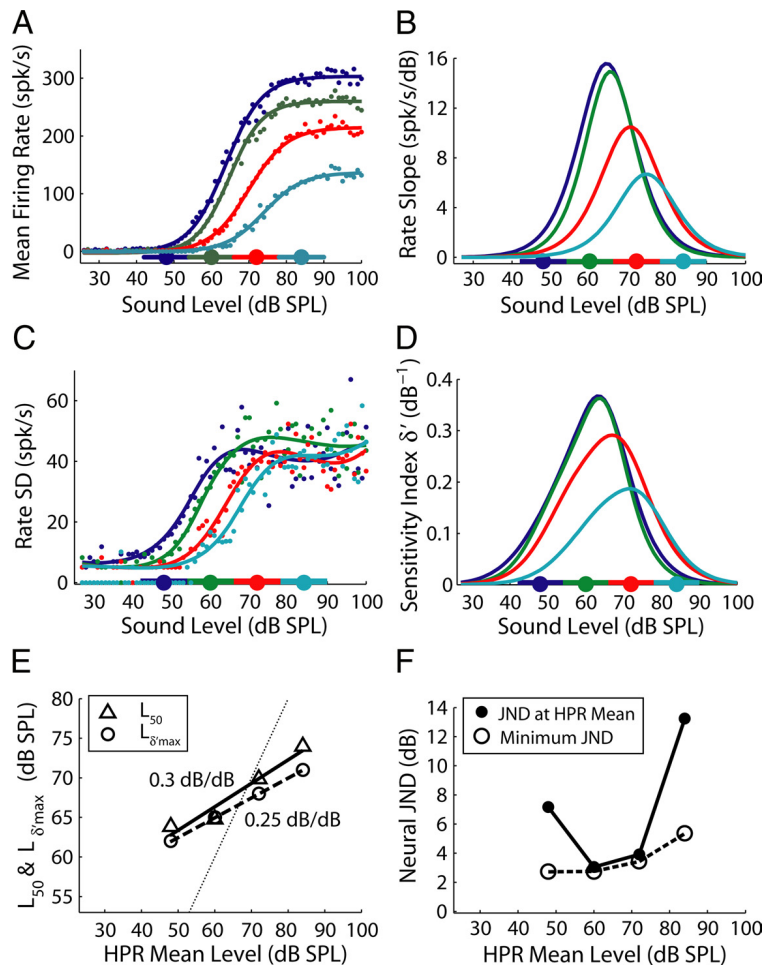 A
Mean Firing Rate (spk/s)
300
200
100
0
30 40 50 60 70 80 90 100
Sound Level (dB SPL)
B
Rate Slope (spk/s/dB)
16
12
8
4
0
30 40 50 60 70 80 90 100
Sound Level (dB SPL)
C
Rate SD (spk/s)
60
40
20
0
30 40 50 60 70 80 90 100
Sound Level (dB SPL)
D
Sensitivity Index δ′ (dB⁻¹)
0.4
0.3
0.2
0.1
0
30 40 50 60 70 80 90 100
Sound Level (dB SPL)
E
L50 & Lδ′max (dB SPL)
80
75
70
65
60
55
L50
Lδ′max
0.3 dB/dB
0.25 dB/dB
40 50 60 70 80 90 100
HPR Mean Level (dB SPL)
F
Neural JND (dB)
14
12
10
8
6
4
2
0
JND at HPR Mean
Minimum JND
40 50 60 70 80 90 100
HPR Mean Level (dB SPL)